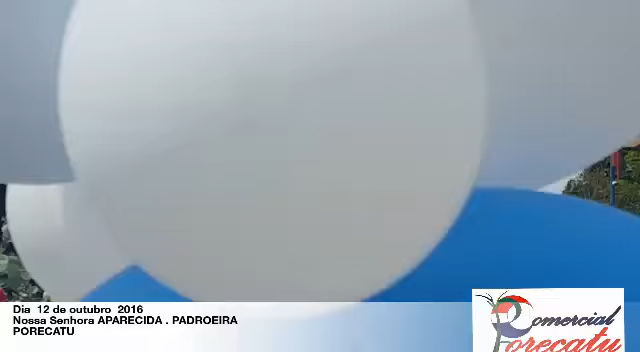 Dia 12 de outubro 2016
Nossa Senhora APARECIDA . PADROEIRA
PORECATU
Comercial
Porecatu